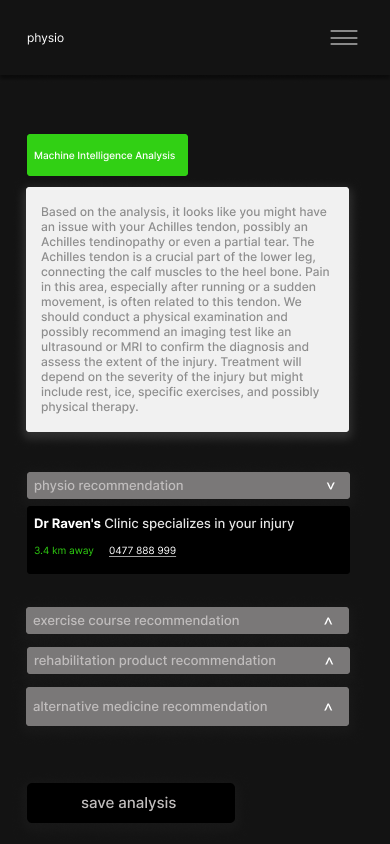 physio
Machine Intelligence Analysis
Based on the analysis, it looks like you might have
an issue with your Achilles tendon, possibly an
Achilles tendinopathy or even a partial tear. The
Achilles tendon is a crucial part of the lower leg,
connecting the calf muscles to the heel bone. Pain
in this area, especially after running or a sudden
movement, is often related to this tendon. We
should conduct a physical examination and
possibly recommend an imaging test like an
ultrasound or MRI to confirm the diagnosis and
assess the extent of the injury. Treatment will
depend on the severity of the injury but might
include rest, ice, specific exercises, and possibly
physical therapy.
physio recommendation
Dr Raven's Clinic specializes in your injury
3.4 km away 0477 888 999
exercise course recommendation
rehabilitation product recommendation
alternative medicine recommendation
save analysis